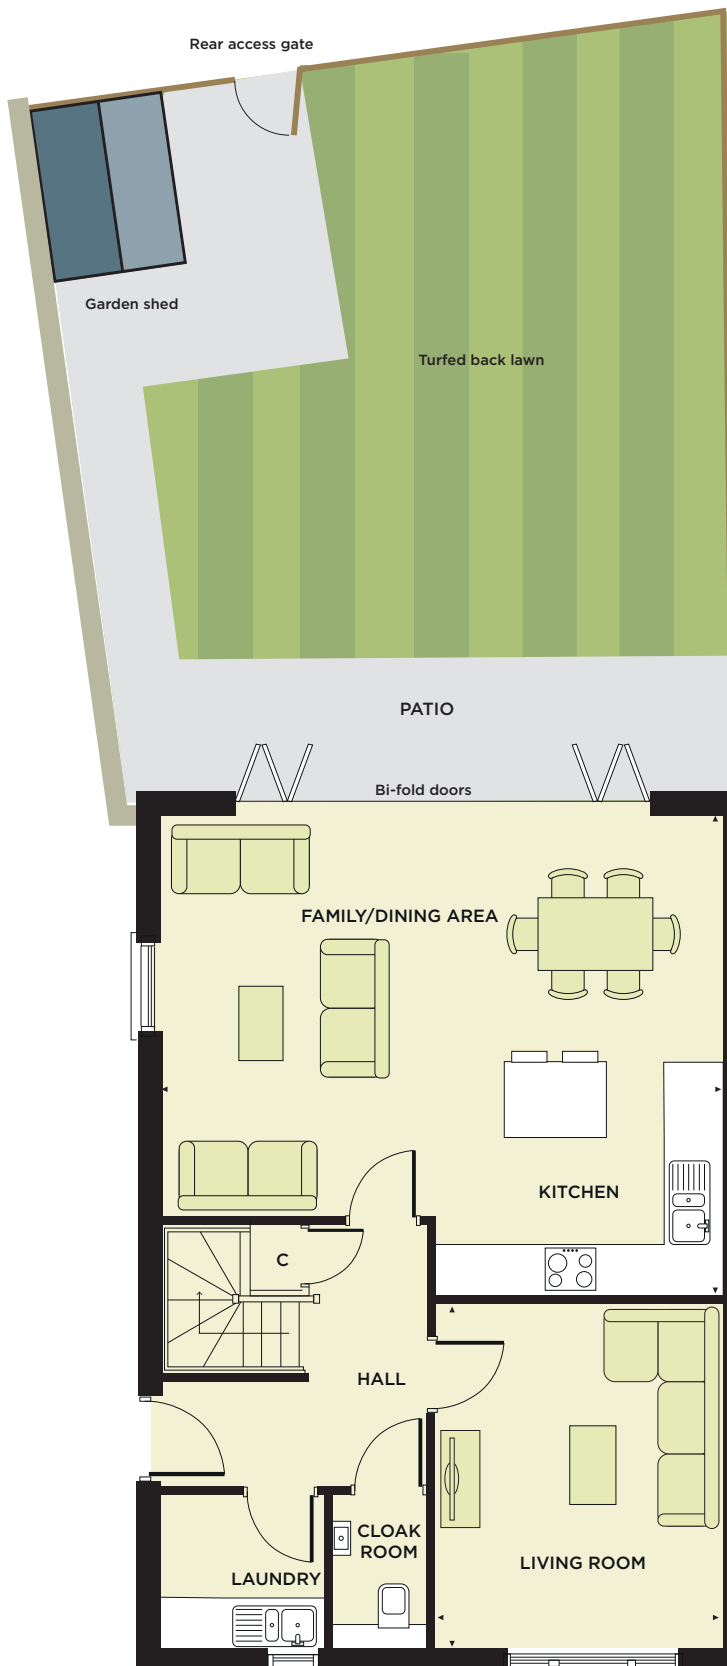 Rear access gate
Garden shed
Turfed back lawn
PATIO
Bi-fold doors
FAMILY/DINING AREA
KITCHEN
C
HALL
CLOAK
ROOM
LIVING ROOM
LAUNDRY